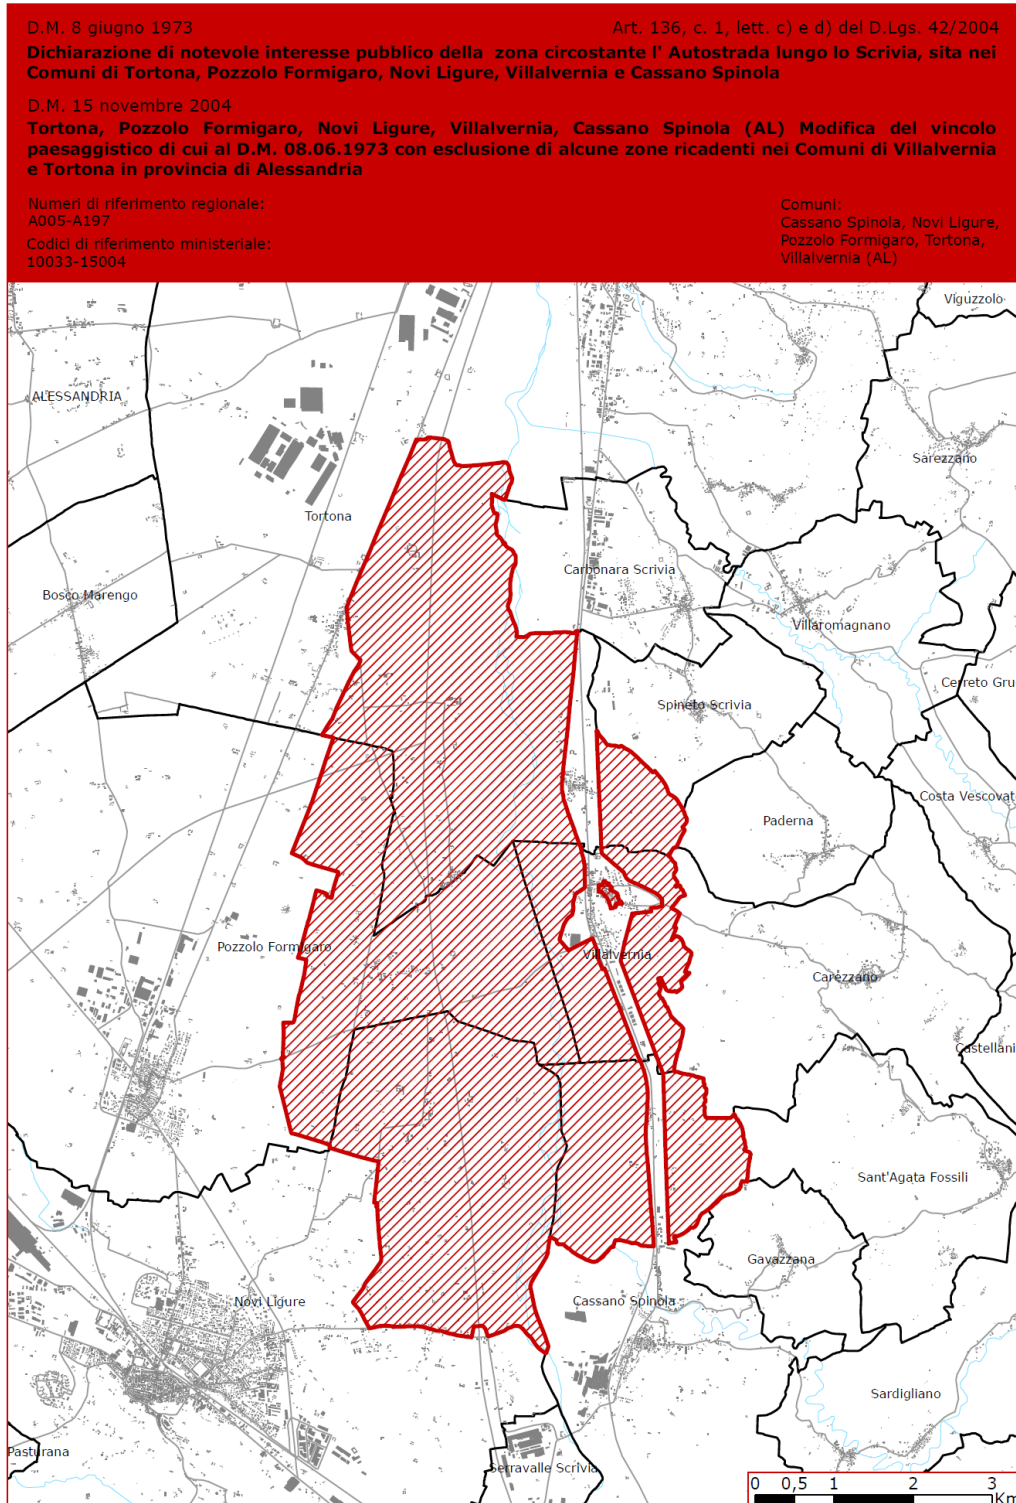 D.M. 8 giugno 1973
Art. 136, c. 1, lett. c) e d) del D.Lgs. 42/2004
Dichiarazione di notevole interesse pubblico della zona circostante l' Autostrada lungo lo Scrivia, sita nei
Comuni di Tortona, Pozzolo Formigaro, Novi Ligure, Villalvernia e Cassano Spinola
D.M. 15 novembre 2004
Tortona, Pozzolo Formigaro, Novi Ligure, Villalvernia, Cassano Spinola (AL) Modifica del vincolo
paesaggistico di cui al D.M. 08.06.1973 con esclusione di alcune zone ricadenti nei Comuni di Villalvernia
e Tortona in provincia di Alessandria
Numeri di riferimento regionale:
A005-A197
Codici di riferimento ministeriale:
10033-15004
Comuni:
Cassano Spinola, Novi Ligure,
Pozzolo Formigaro, Tortona,
Villalvernia (AL)
Viguzzolo
ALESSANDRIA
Sarezzano
Tortona
Carbonara Scrivia
Bosco Marengo
Villaromagnano
Cerreto Gru
Spineto Scrivia
Costa Vescovat
Paderna
Pozzolo Formigaro
Villalvernia
Carezzano
Castellani
Sant'Agata Fossili
Gavazzana
Novi Ligure
Cassano Spinola
Sardigliano
Pasturana
Serravalle Scrivia
0 0,5 1 2 3
Km